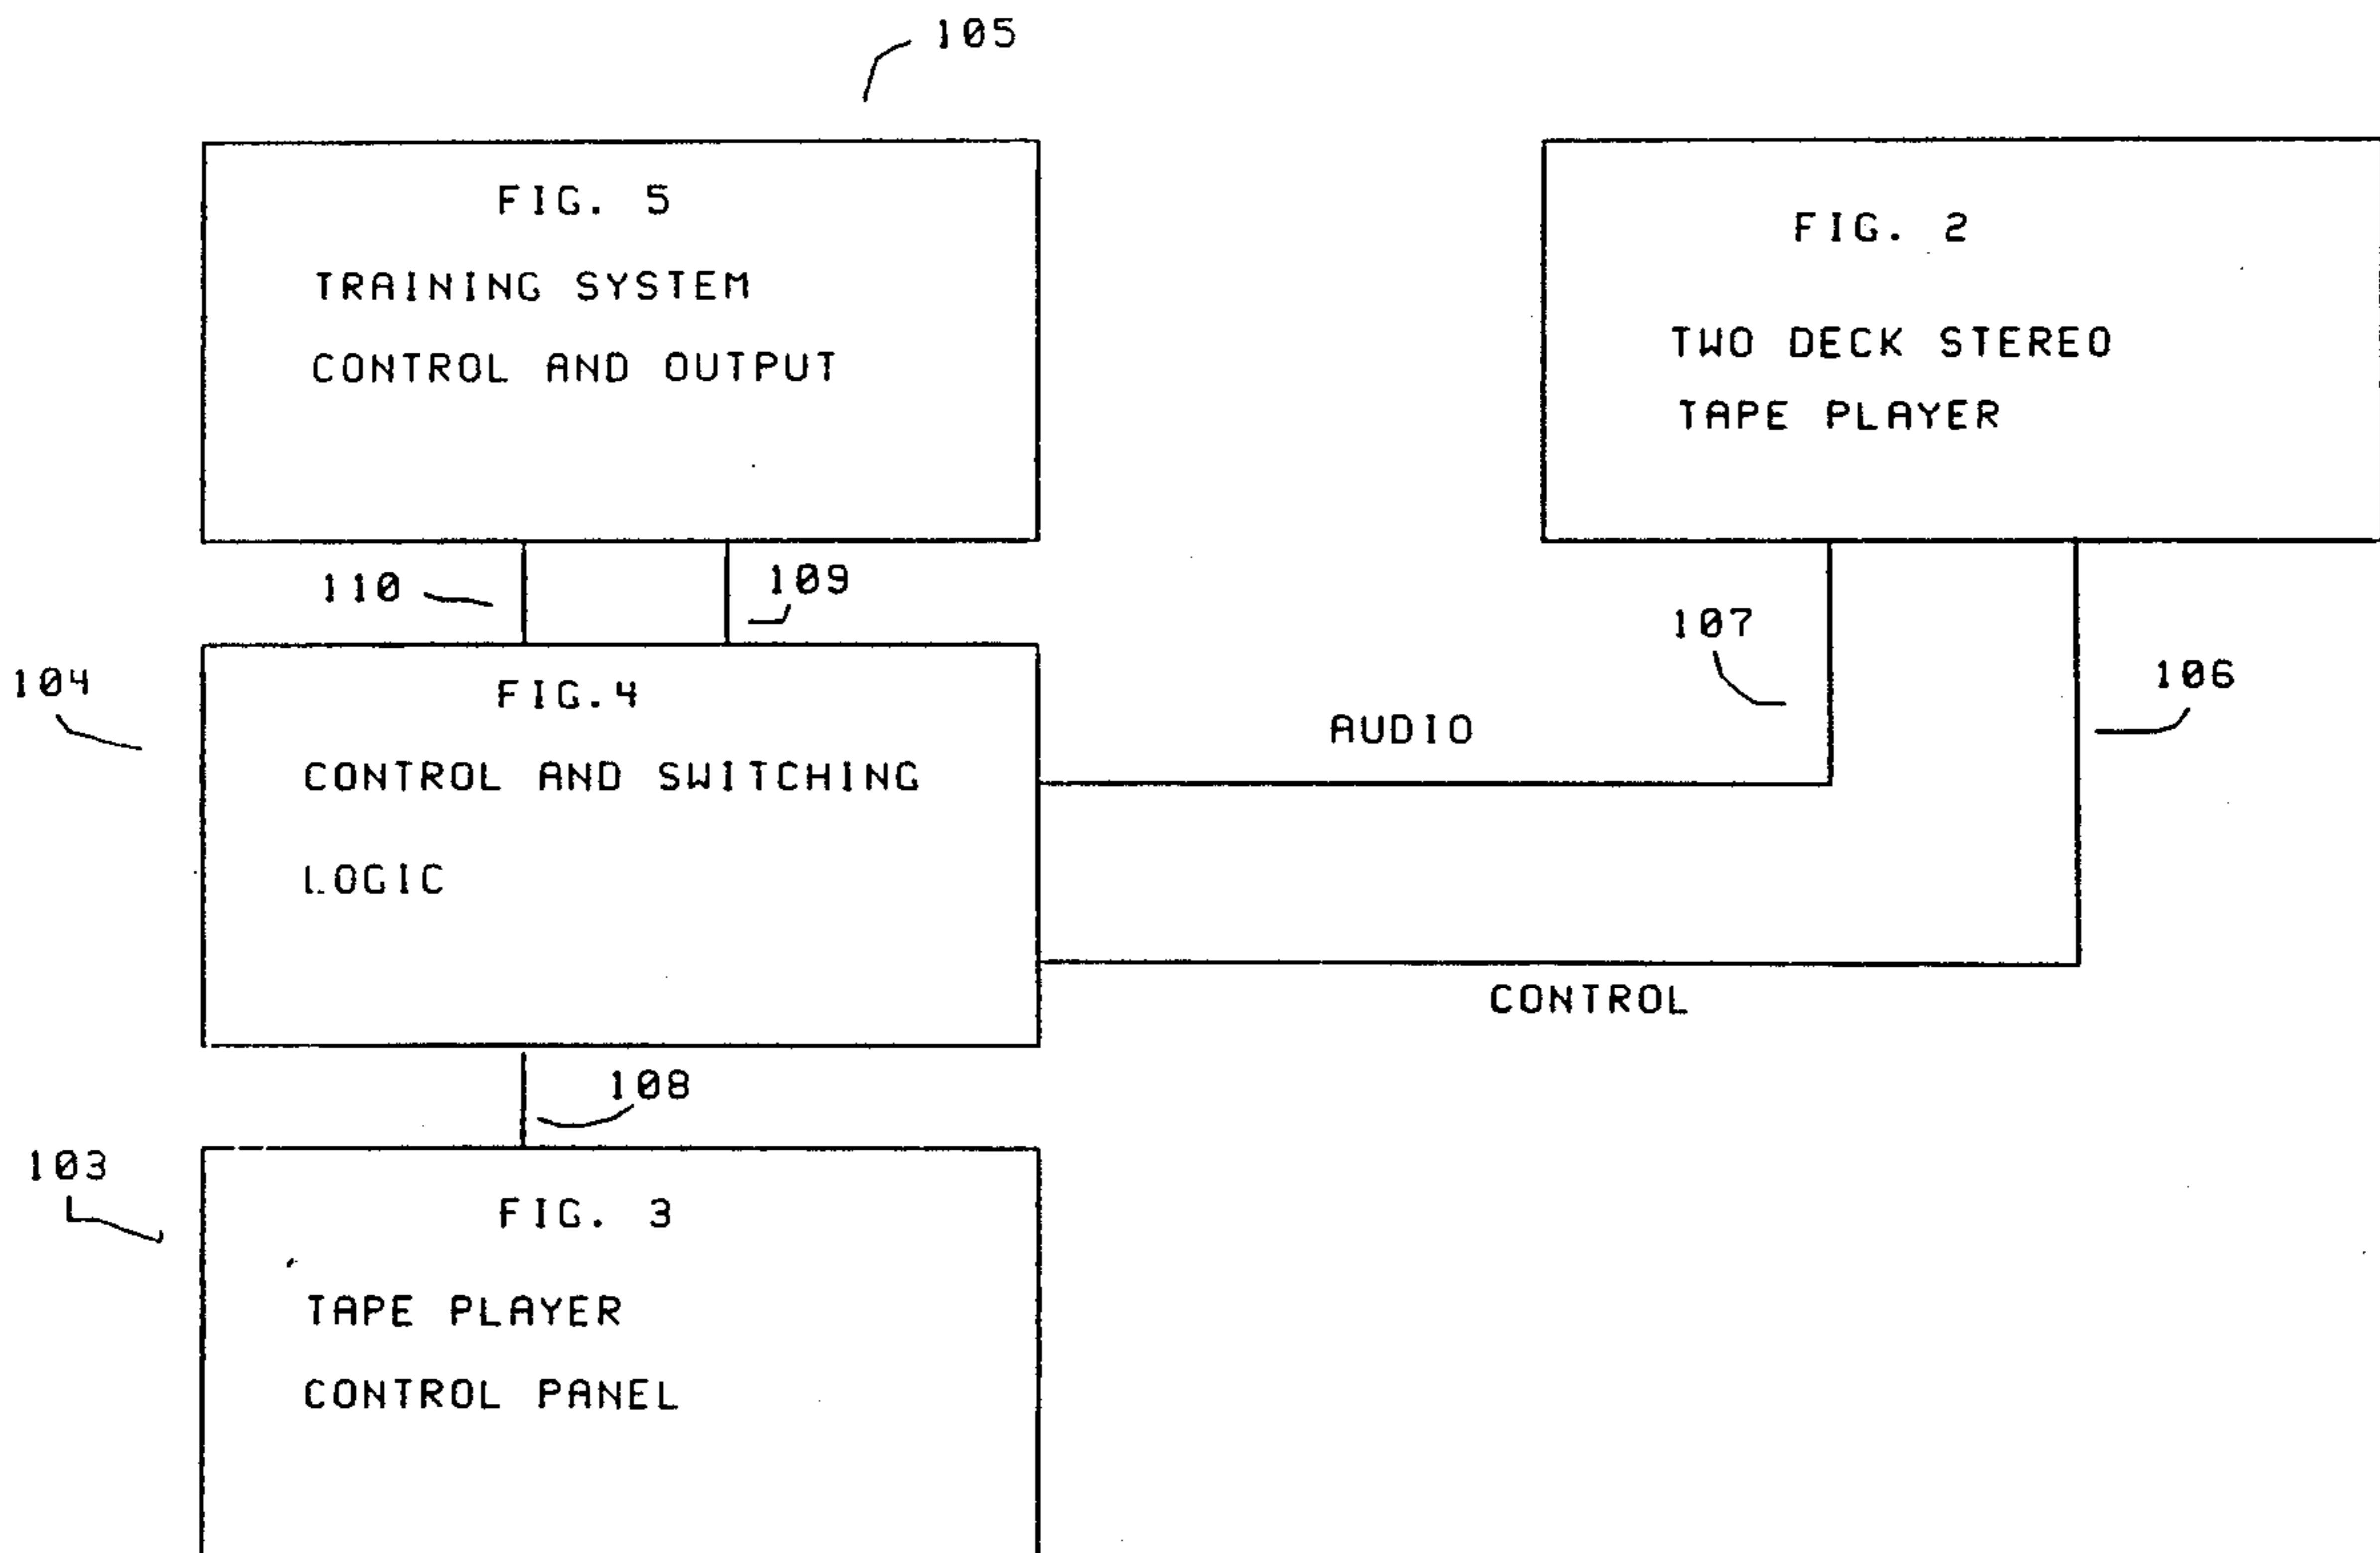 105
FIG. 5
TRAINING SYSTEM
CONTROL AND OUTPUT
FIG. 2
TWO DECK STEREO
TAPE PLAYER
110
109
107
106
104
FIG.4
CONTROL AND SWITCHING
LOGIC
AUDIO
CONTROL
108
103
FIG. 3
TAPE PLAYER
CONTROL PANEL